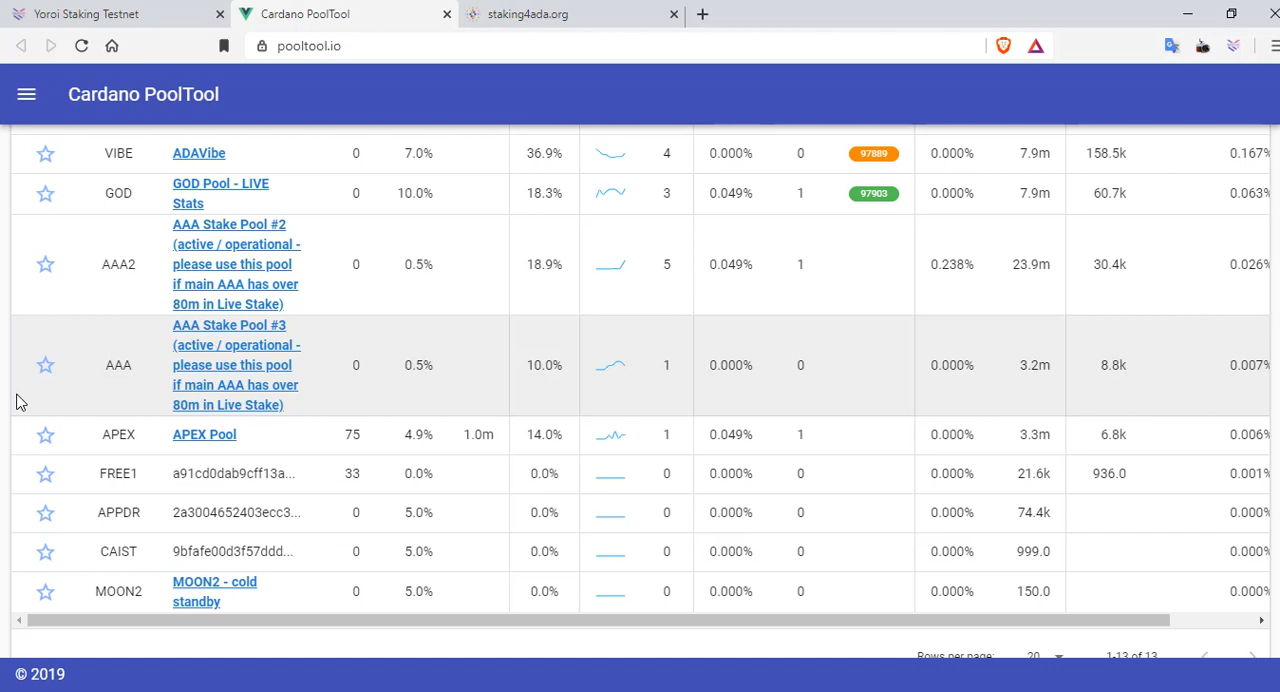 Yoroi Staking Testnet
Cardano PoolTool
staking4ada.org
pooltool.io
Cardano PoolTool
VIBE ADAVibe 0 7.0% 36.9% 4 0.000% 0 97889 0.000% 7.9m 158.5k 0.167%
GOD GOD Pool - LIVE 0 10.0% 18.3% 3 0.049% 1 97903 0.000% 7.9m 60.7k 0.063%
Stats
AAA Stake Pool #2
(active / operational -
AAA2 please use this pool 0 0.5% 18.9% 5 0.049% 1 0.238% 23.9m 30.4k 0.026%
if main AAA has over
80m in Live Stake)
AAA Stake Pool #3
(active / operational -
AAA please use this pool 0 0.5% 10.0% 1 0.000% 0 0.000% 3.2m 8.8k 0.007%
if main AAA has over
80m in Live Stake)
APEX APEX Pool 75 4.9% 1.0m 14.0% 1 0.049% 1 0.000% 3.3m 6.8k 0.006%
FREE1 a91cd0dab9cff13a... 33 0.0% 0.0% 0 0.000% 0 0.000% 21.6k 936.0 0.001%
APPDR 2a3004652403ecc3... 0 5.0% 0.0% 0 0.000% 0 0.000% 74.4k 0.000%
CAIST 9bfafe00d3f57ddd... 0 5.0% 0.0% 0 0.000% 0 0.000% 999.0 0.000%
MOON2 MOON2 - cold 0 5.0% 0.0% 0 0.000% 0 0.000% 150.0 0.000%
standby
Rows per page: 20 1-13 of 13
© 2019